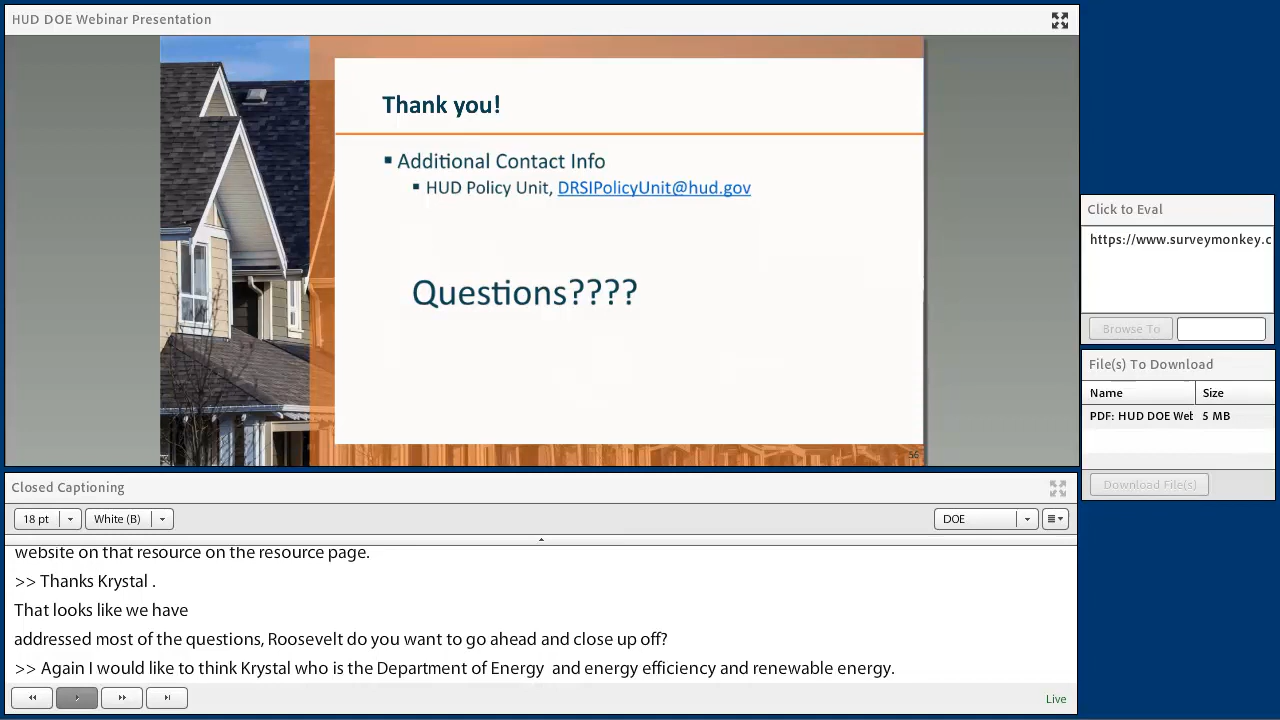 HUD DOE Webinar Presentation
Thank you!
Additional Contact Info
HUD Policy Unit, DRSIPolicyUnit@hud.gov
Questions????
56
Click to Eval
https://www.surveymonkey.c
Browse To
File(s) To Download
Name Size
PDF: HUD DOE Wet 5 MB
Download File(s)
Closed Captioning
18 pt White (B) DOE
website on that resource on the resource page.
>> Thanks Krystal .
That looks like we have
addressed most of the questions, Roosevelt do you want to go ahead and close up off?
>> Again I would like to think Krystal who is the Department of Energy and energy efficiency and renewable energy.
Live